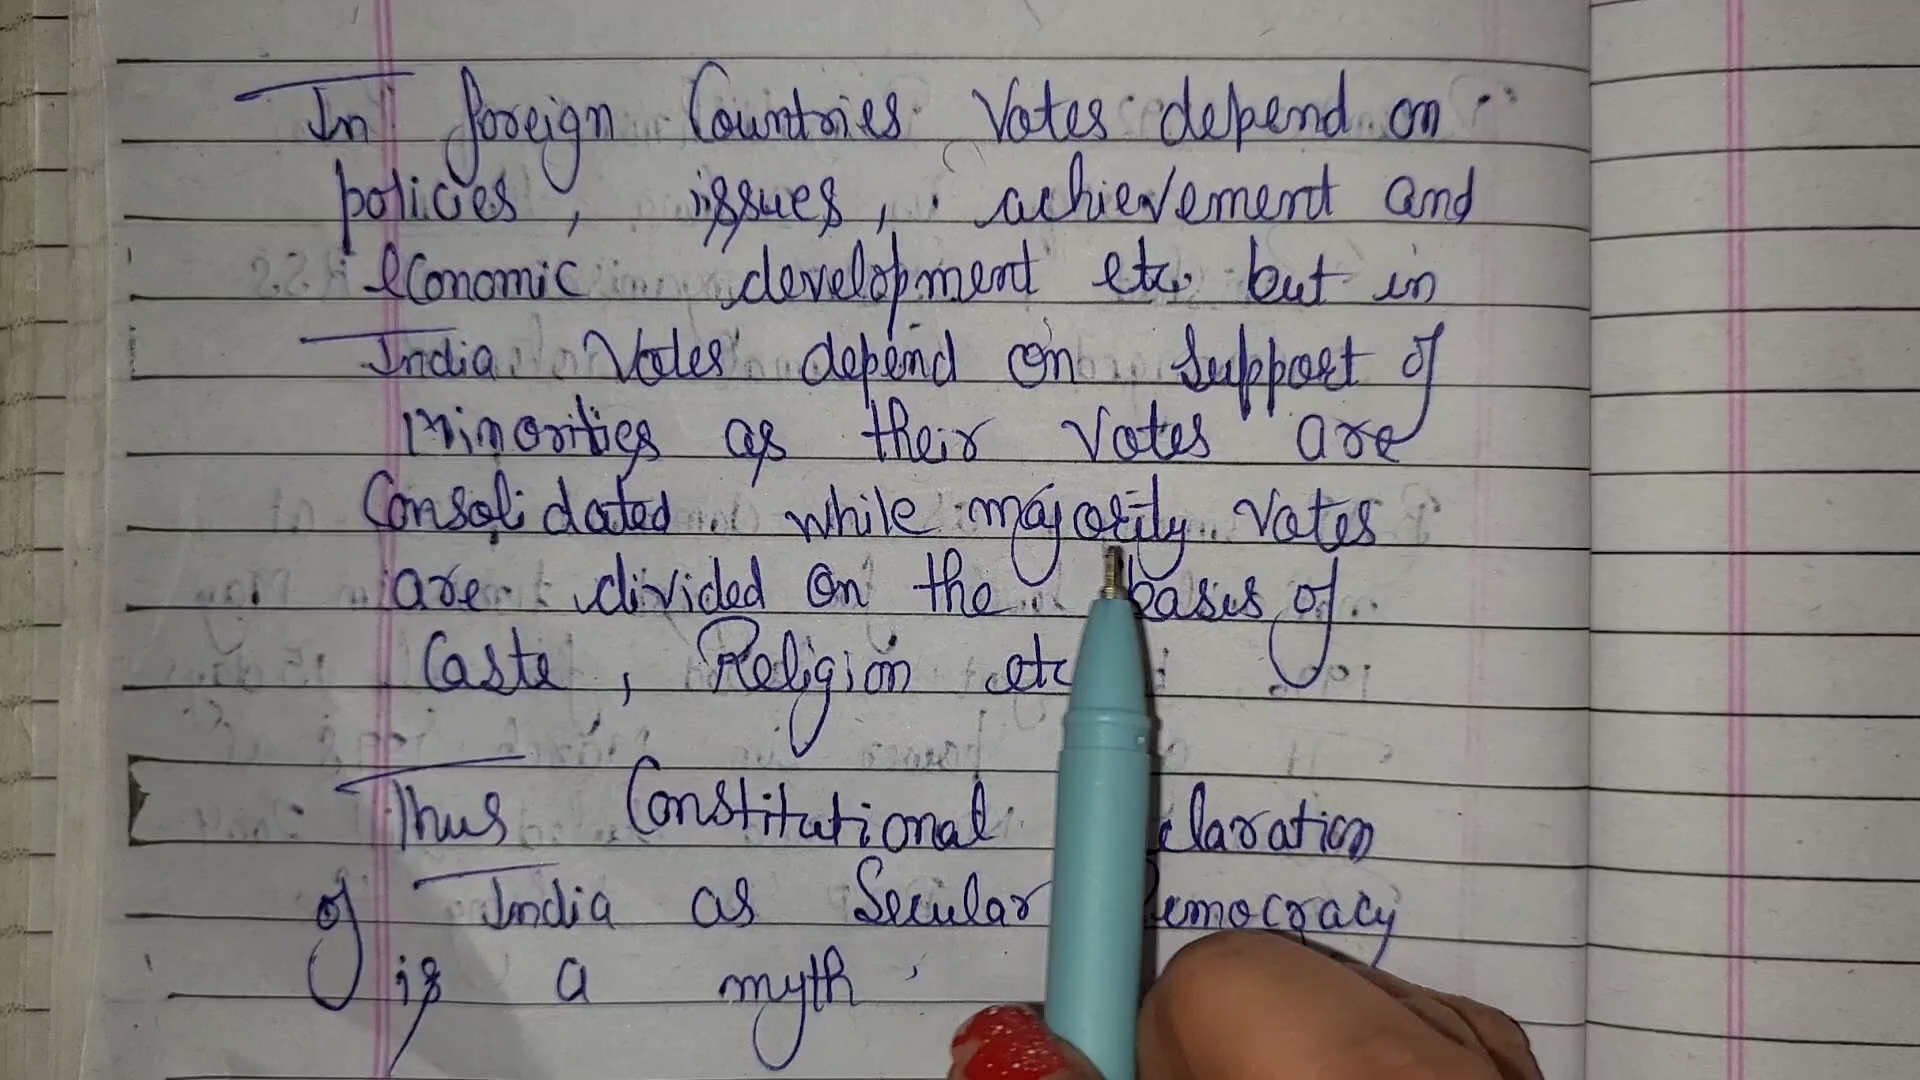 In foreign Countries Votes depend on
policies, issues, achievement and
economic development etc. but in
India Votes depend on Support of
minorities as their Votes are
Consolidated while majority Votes
are divided on the basis of
Caste, Religion etc
Thus Constitutional claration
of India as Secular Democracy
is a myth